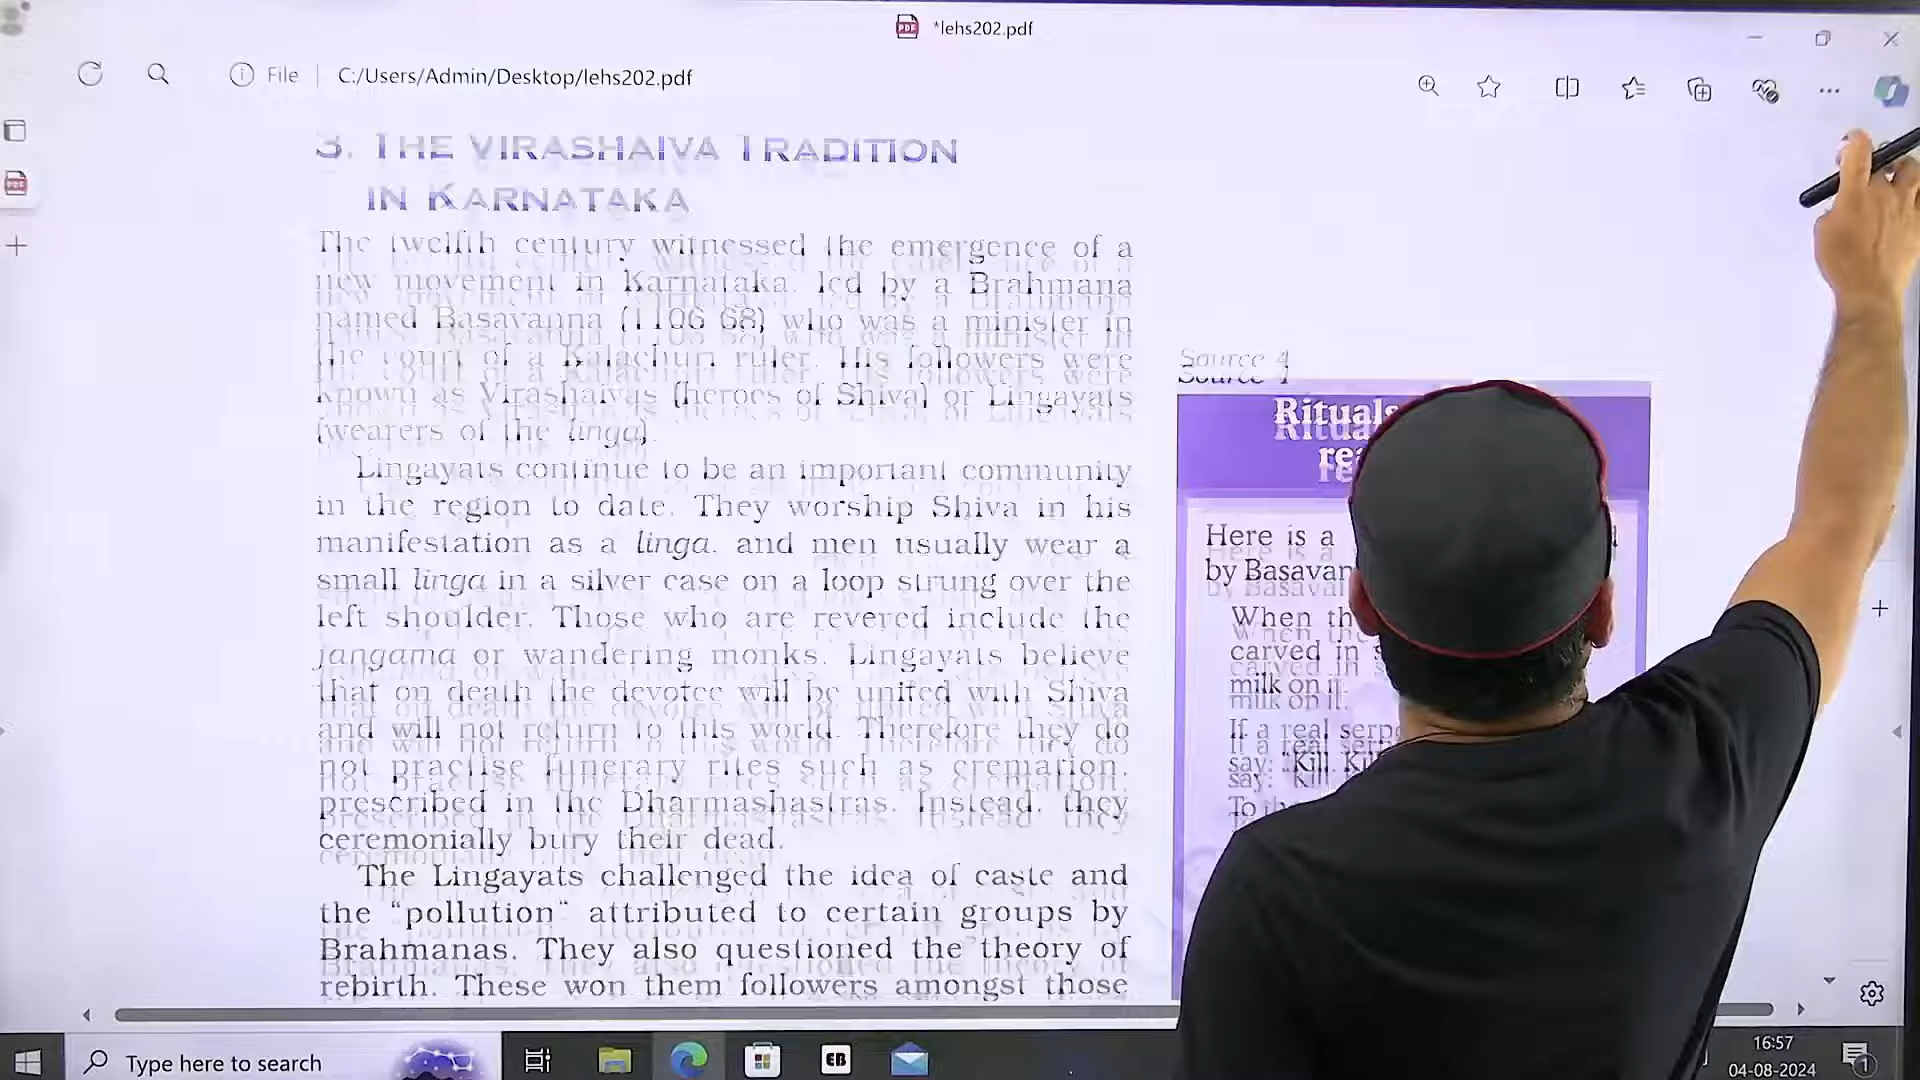 *lehs202.pdf
File
C:/Users/Admin/Desktop/lehs202.pdf
3. THE VIRASHAIVA TRADITION
IN KARNATAKA
The twelfth century witnessed the emergence of a
new movement in Karnataka, led by a Brahmana
named Basavanna (1106-68) who was a minister in
the court of a Kalachuri ruler. His followers were
known as Virashaivas (heroes of Shiva) or Lingayats
(wearers of the linga).
Lingayats continue to be an important community
in the region to date. They worship Shiva in his
manifestation as a linga, and men usually wear a
small linga in a silver case on a loop strung over the
left shoulder. Those who are revered include the
jangama or wandering monks. Lingayats believe
that on death the devotee will be united with Shiva
and will not return to this world. Therefore they do
not practise funerary rites such as cremation,
prescribed in the Dharmashastras. Instead, they
ceremonially bury their dead.
The Lingayats challenged the idea of caste and
the "pollution" attributed to certain groups by
Brahmanas. They also questioned the theory of
rebirth. These won them followers amongst those
Source 4
Rituals
Here is a
by Basavan
When th
carved in s
milk on it.
If a real serp
say: "Kill. Kil
To th
Type here to search
EB
16:57
04-08-2024
1